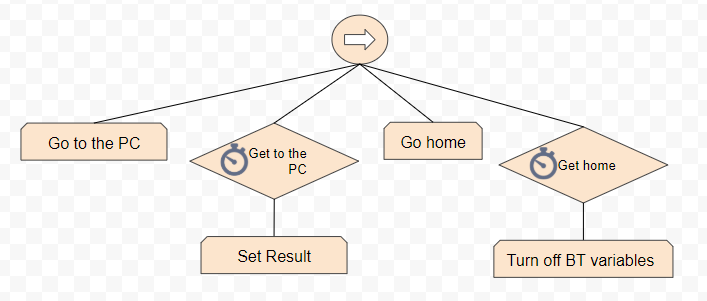 Go to the PC
Get to the
PC
Go home
Get home
Set Result
Turn off BT variables